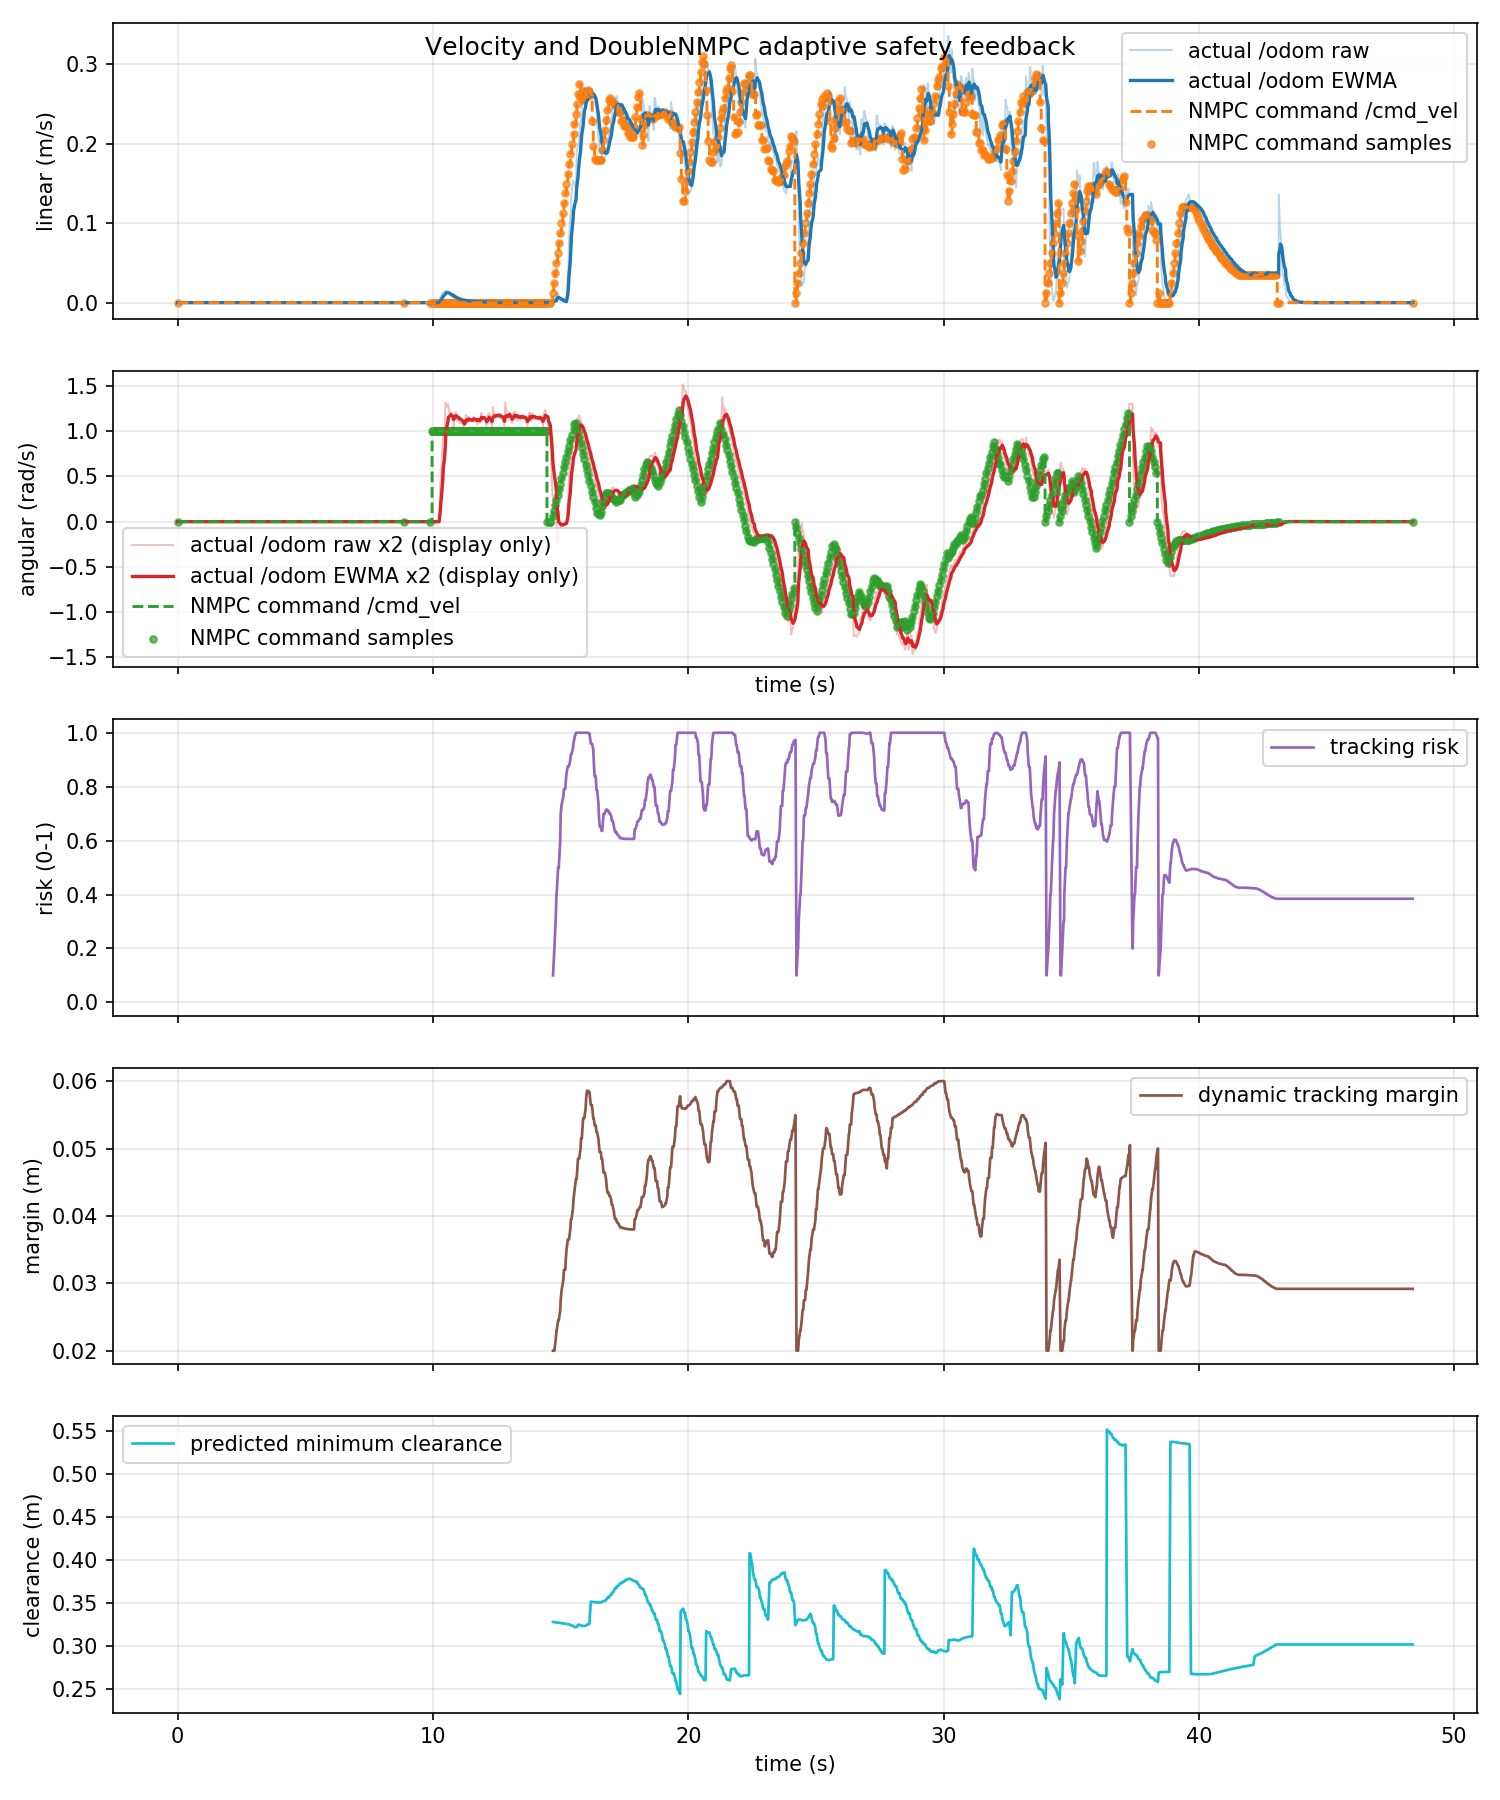 Velocity and DoubleNMPC adaptive safety feedback
actual /odom raw
actual /odom EWMA
NMPC command /cmd_vel
NMPC command samples
linear (m/s)
0.3
0.2
0.1
0.0
angular (rad/s)
1.5
1.0
0.5
0.0
−0.5
−1.0
−1.5
actual /odom raw x2 (display only)
actual /odom EWMA x2 (display only)
NMPC command /cmd_vel
NMPC command samples
time (s)
tracking risk
risk (0-1)
1.0
0.8
0.6
0.4
0.2
0.0
dynamic tracking margin
margin (m)
0.06
0.05
0.04
0.03
0.02
predicted minimum clearance
clearance (m)
0.55
0.50
0.45
0.40
0.35
0.30
0.25
0 10 20 30 40 50
time (s)